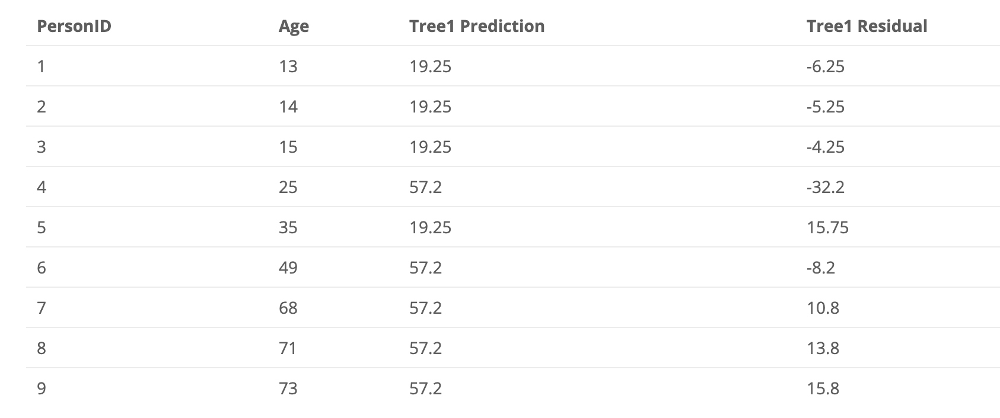 PersonID Age Tree1 Prediction Tree1 Residual
1 13 19.25 -6.25
2 14 19.25 -5.25
3 15 19.25 -4.25
4 25 57.2 -32.2
5 35 19.25 15.75
6 49 57.2 -8.2
7 68 57.2 10.8
8 71 57.2 13.8
9 73 57.2 15.8